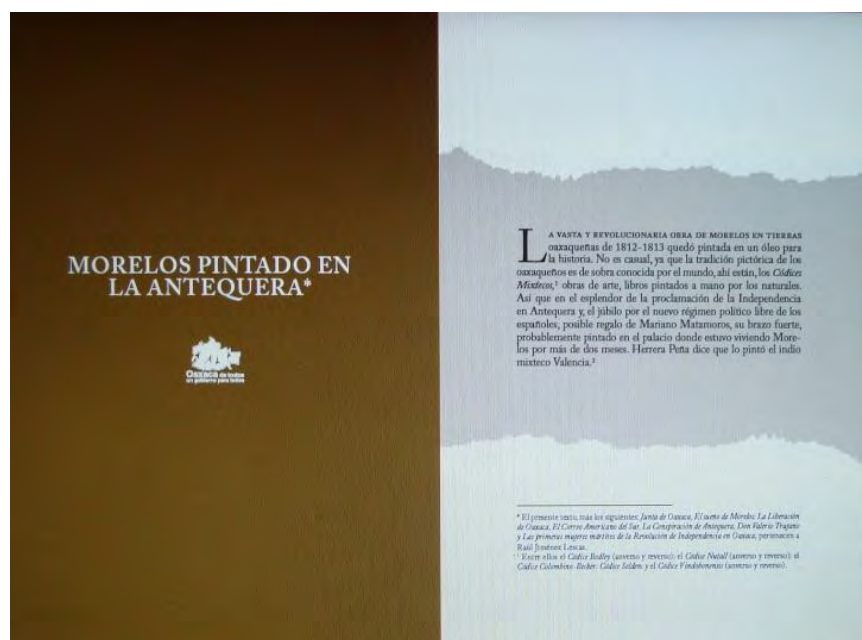 MORELOS PINTADO EN
LA ANTEQUERA*
Oaxaca de todos
un gobierno para todos
LA VASTA Y REVOLUCIONARIA OBRA DE MORELOS EN TIERRAS
oaxaqueñas de 1812-1813 quedó pintada en un óleo para
la historia. No es casual, ya que la tradición pictórica de los
oaxaqueños es de sobra conocida por el mundo, ahí están, los Códices
Mixtecos,¹ obras de arte, libros pintados a mano por los naturales.
Así que en el esplendor de la proclamación de la Independencia
en Antequera y, el júbilo por el nuevo régimen político libre de los
españoles, posible regalo de Mariano Matamoros, su brazo fuerte,
probablemente pintado en el palacio donde estuvo viviendo More-
los por más de dos meses. Herrera Peña dice que lo pintó el indio
mixteco Valencia.²
* El presente texto, más los siguientes: Junta de Oaxaca, El sueño de Morelos: La Liberación
de Oaxaca, El Correo Americano del Sur, La Conspiración de Antequera, Don Valerio Trujano
y Las primeras mujeres mártires de la Revolución de Independencia en Oaxaca, pertenecen a
Raúl Jiménez Lescas.
¹ Entre ellos el Códice Bodley (anverso y reverso); el Códice Nutall (anverso y reverso); el
Códice Colombino-Becker; Códice Selden; y el Códice Vindobonensis (anverso y reverso).